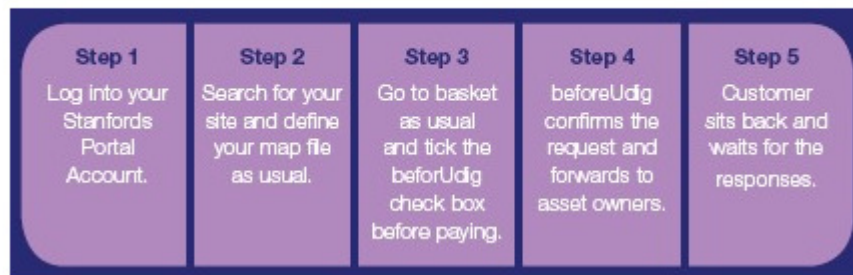 Step 1
Log into your
Stanfords
Portal
Account.
Step 2
Search for your
site and define
your map file
as usual.
Step 3
Go to basket
as usual
and tick the
beforUdig
check box
before paying.
Step 4
beforeUdig
confirms the
request and
forwards to
asset owners.
Step 5
Customer
sits back and
waits for the
responses.